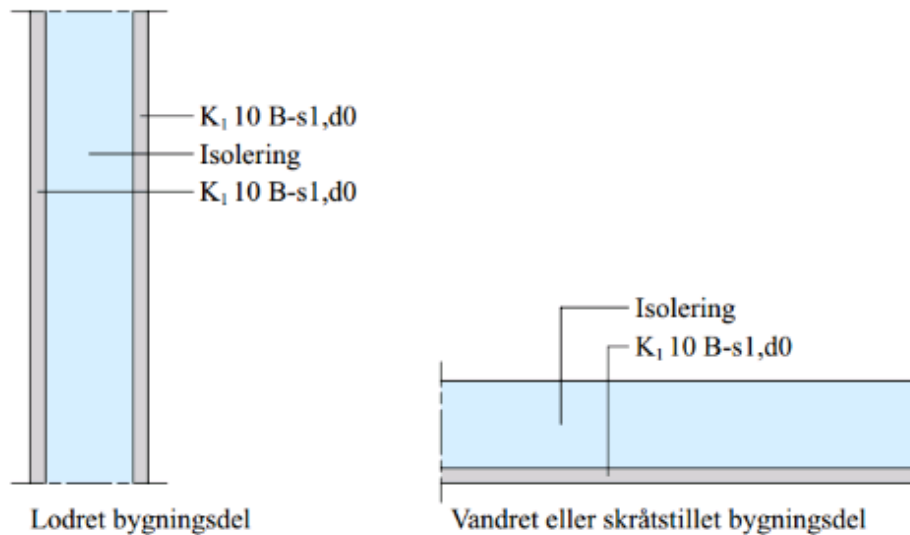 K₁ 10 B-s1,d0
Isolering
K₁ 10 B-s1,d0
Isolering
K₁ 10 B-s1,d0
Lodret bygningsdel
Vandret eller skråtstillet bygningsdel